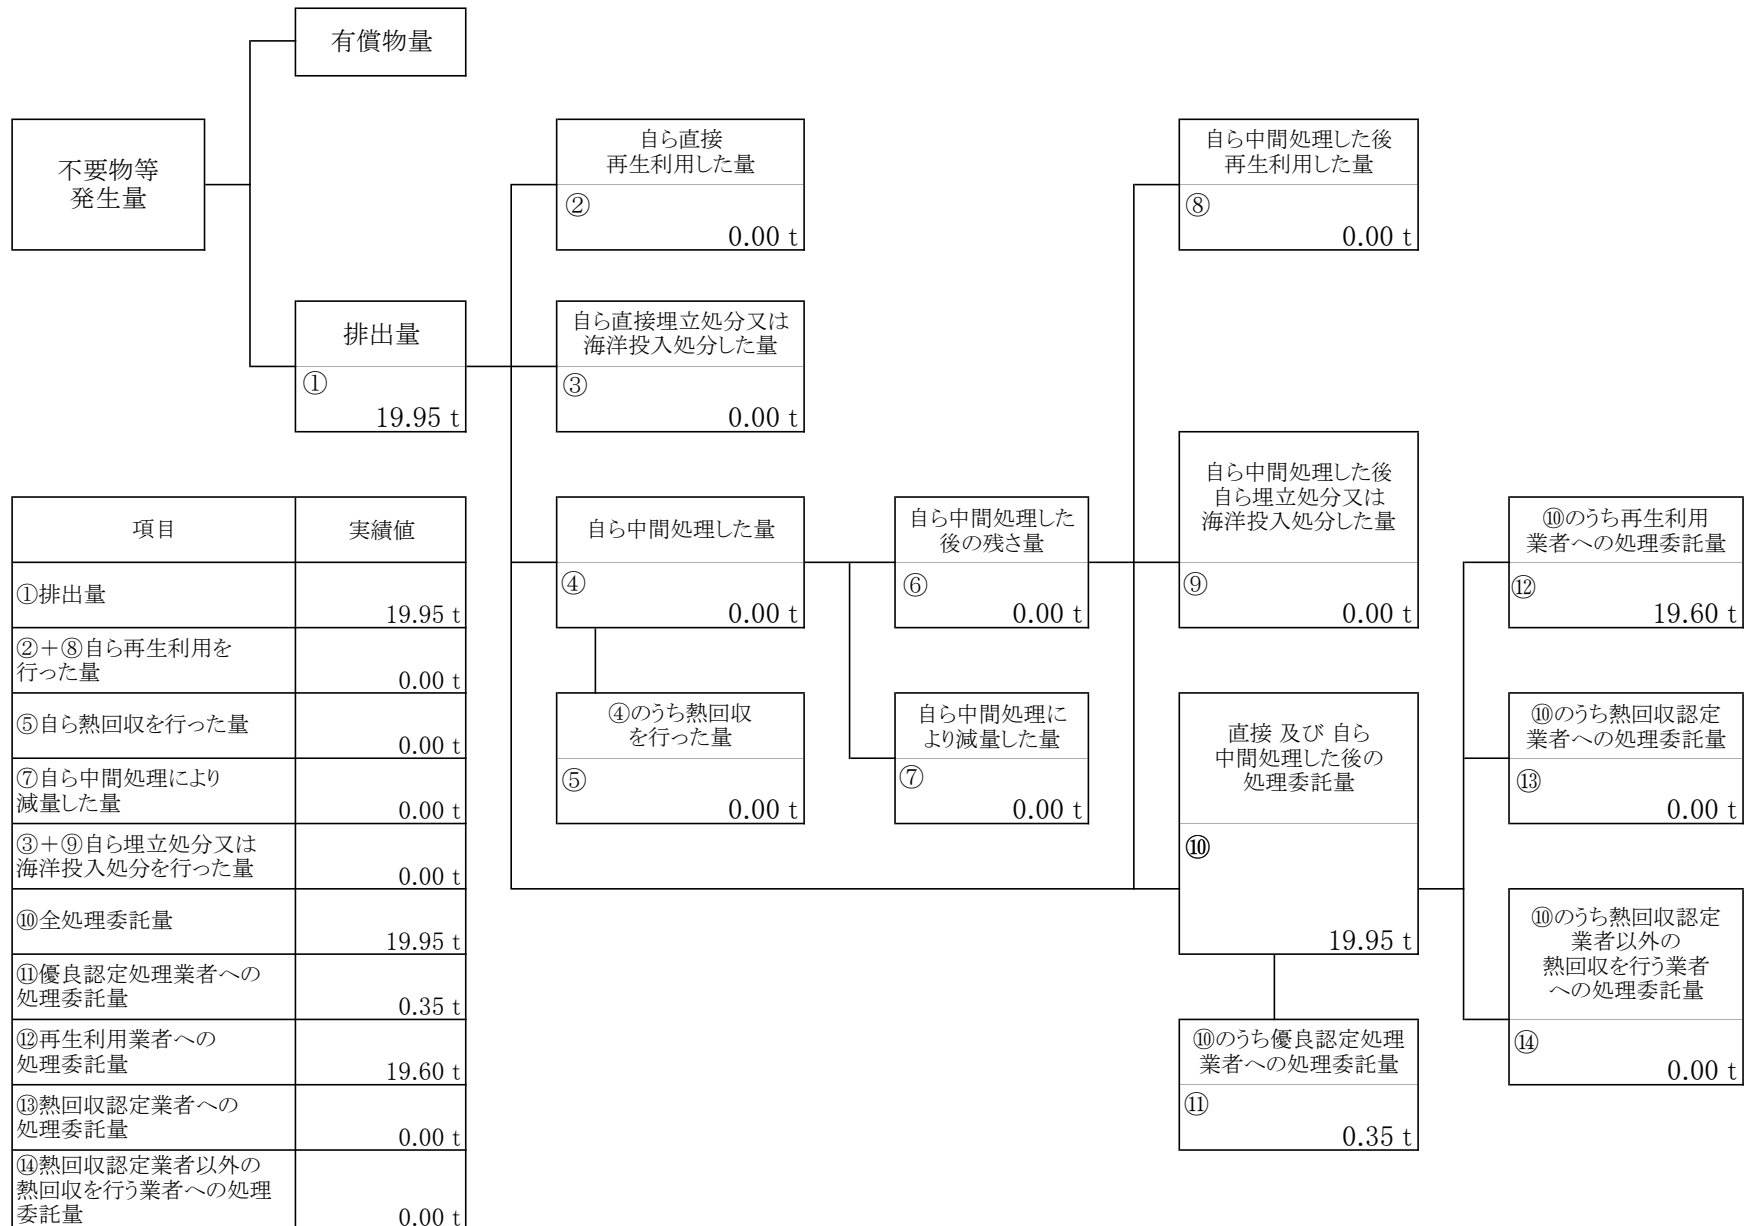 有償物量
不要物等
発生量
自ら直接
再生利用した量
②
0.00 t
自ら中間処理した後
再生利用した量
⑧
0.00 t
排出量
①
19.95 t
自ら直接埋立処分又は
海洋投入処分した量
③
0.00 t
自ら中間処理した量
④
0.00 t
自ら中間処理した
後の残さ量
⑥
0.00 t
自ら中間処理した後
自ら埋立処分又は
海洋投入処分した量
⑨
0.00 t
⑩のうち再生利用
業者への処理委託量
⑫
19.60 t
④のうち熱回収
を行った量
⑤
0.00 t
自ら中間処理に
より減量した量
⑦
0.00 t
直接 及び 自ら
中間処理した後の
処理委託量
⑩
19.95 t
⑩のうち熱回収認定
業者への処理委託量
⑬
0.00 t
⑩のうち熱回収認定
業者以外の
熱回収を行う業者
への処理委託量
⑭
0.00 t
⑩のうち優良認定処理
業者への処理委託量
⑪
0.35 t
項目 実績値
①排出量
19.95 t
②+⑧自ら再生利用を
行った量
0.00 t
⑤自ら熱回収を行った量
0.00 t
⑦自ら中間処理により
減量した量
0.00 t
③+⑨自ら埋立処分又は
海洋投入処分を行った量
0.00 t
⑩全処理委託量
19.95 t
⑪優良認定処理業者への
処理委託量
0.35 t
⑫再生利用業者への
処理委託量
19.60 t
⑬熱回収認定業者への
処理委託量
0.00 t
⑭熱回収認定業者以外の
熱回収を行う業者への処理
委託量
0.00 t